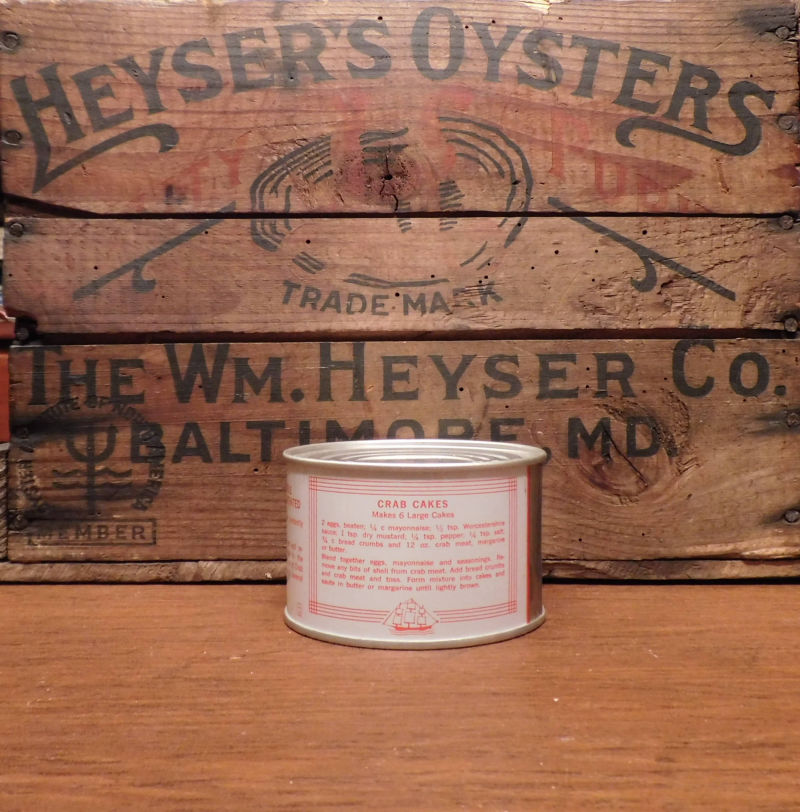 HEYSER'S OYSTERS
TRADE MARK
THE WM. HEYSER CO.
BALTIMORE, MD.
MEMBER
CRAB CAKES
Makes 6 Large Cakes
2 eggs, beaten; ¼ c mayonnaise; ½ tsp. Worcestershire
sauce; 1 tsp. dry mustard; ¼ tsp. pepper; ¼ tsp. salt,
¾ c bread crumbs and 12 oz. crab meat, margarine
or butter.
Blend together eggs, mayonnaise and seasonings. Re-
move any bits of shell from crab meat. Add bread crumbs
and crab meat and toss. Form mixture into cakes and
saute in butter or margarine until lightly brown.